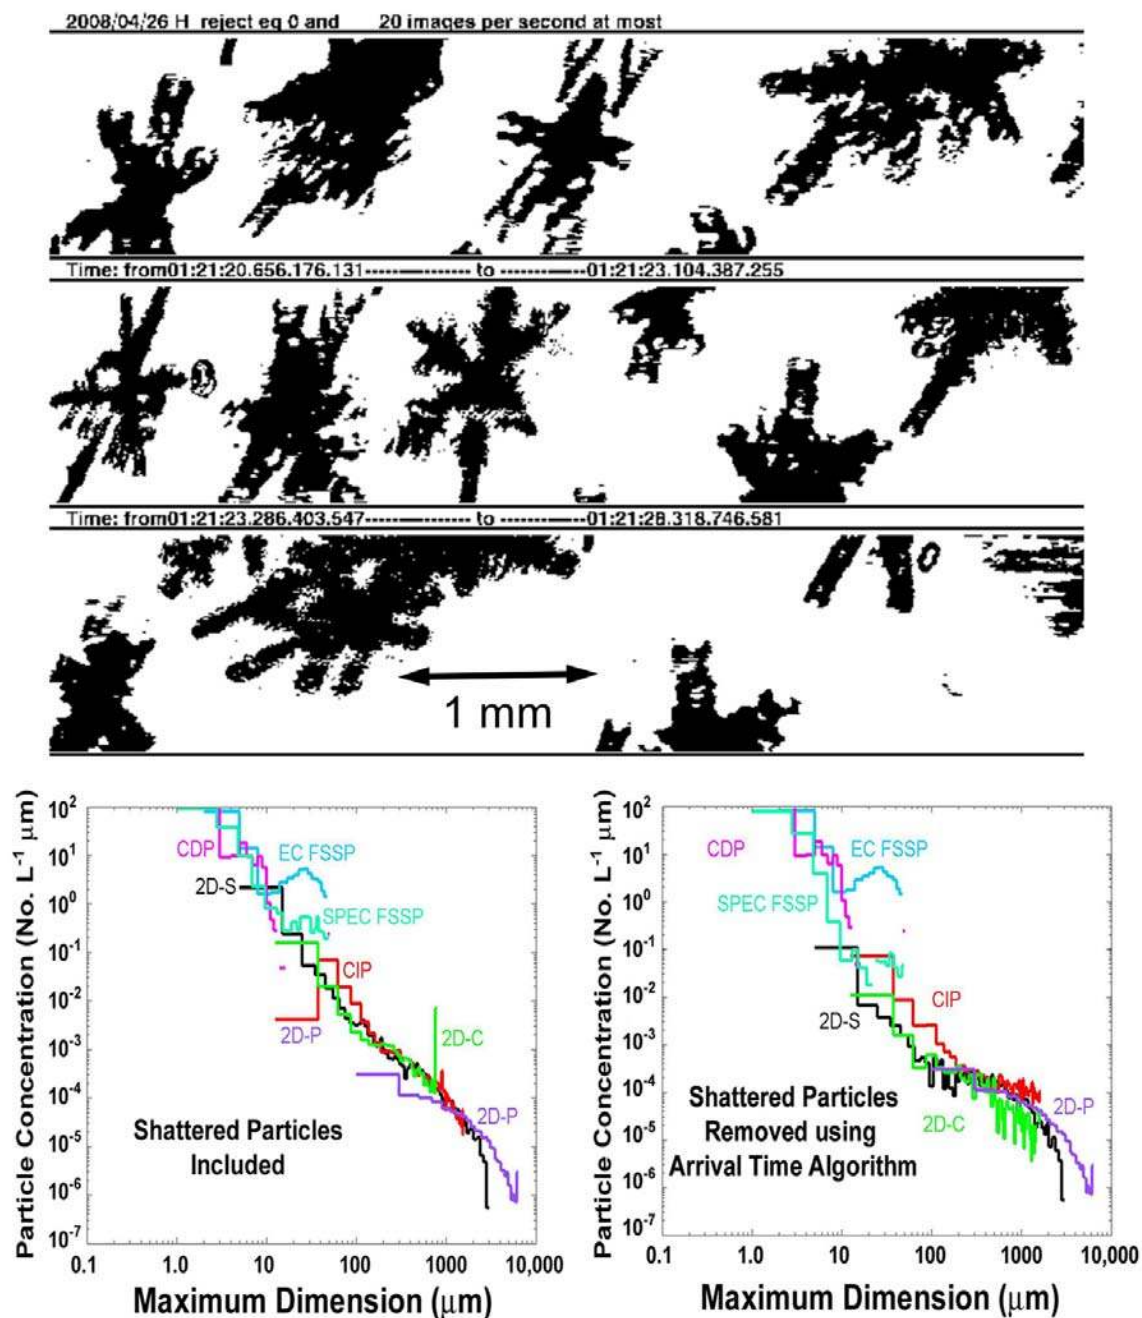 2008/04/26 H reject eq 0 and 20 images per second at most
Time: from01:21:20.656.176.131---------------- to -------------01:21:23.104.387.255
Time: from01:21:23.286.403.547---------------- to -------------01:21:28.318.746.581
1 mm
Particle Concentration (No. L⁻¹ μm)
10²
10¹
10⁰
10⁻¹
10⁻²
10⁻³
10⁻⁴
10⁻⁵
10⁻⁶
10⁻⁷
CDP
EC FSSP
2D-S
SPEC FSSP
CIP
2D-P
2D-C
2D-P
Shattered Particles
Included
0.1 1.0 10 100 1000 10,000
Maximum Dimension (μm)
Particle Concentration (No. L⁻¹ μm)
10²
10¹
10⁰
10⁻¹
10⁻²
10⁻³
10⁻⁴
10⁻⁵
10⁻⁶
10⁻⁷
CDP
EC FSSP
SPEC FSSP
CIP
2D-S
2D-P
2D-C
Shattered Particles
Removed using
Arrival Time Algorithm
0.1 1.0 10 100 1000 10,000
Maximum Dimension (μm)